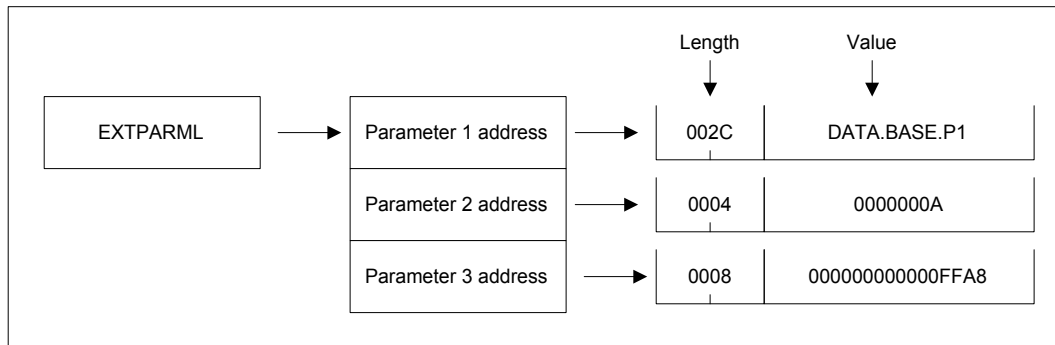 Length Value
EXTPARML Parameter 1 address 002C DATA.BASE.P1
Parameter 2 address 0004 0000000A
Parameter 3 address 0008 000000000000FFA8